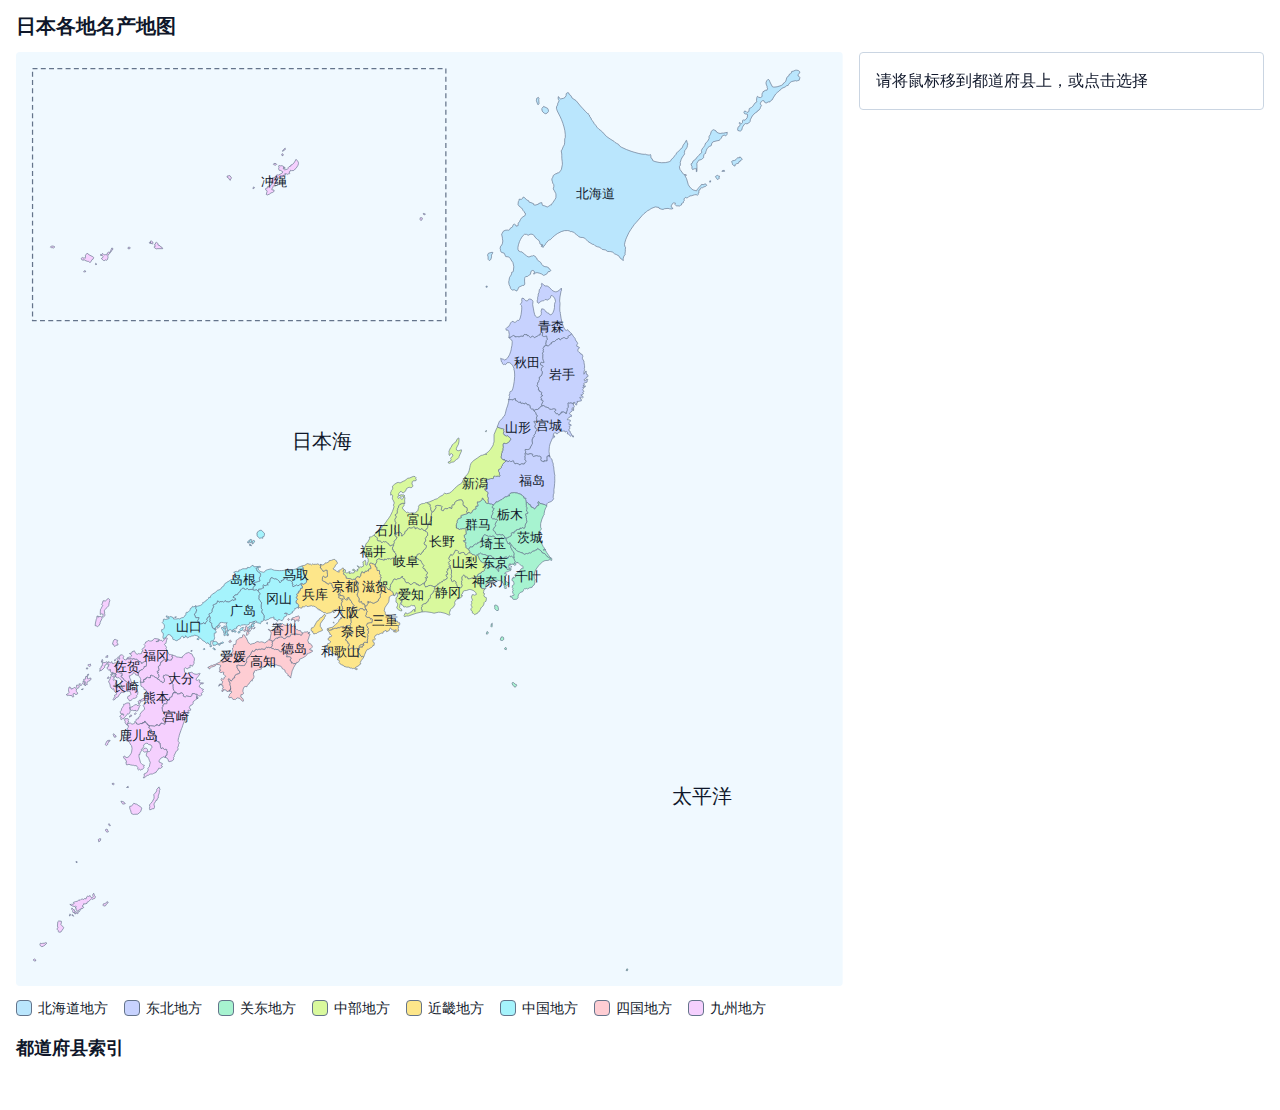 日本各地名产地图
请将鼠标移到都道府县上，或点击选择
冲绳
北海道
青森
秋田
岩手
山形
宫城
日本海
新潟
福岛
富山
石川
群马
栃木
长野
埼玉
茨城
福井
岐阜
山梨
东京
千叶
神奈川
静冈
爱知
岛根
鸟取
兵库
京都
滋贺
冈山
广岛
大阪
三重
山口
香川
奈良
和歌山
德岛
爱媛
高知
福冈
佐贺
大分
长崎
熊本
宫崎
鹿儿岛
太平洋
北海道地方
东北地方
关东地方
中部地方
近畿地方
中国地方
四国地方
九州地方
都道府县索引